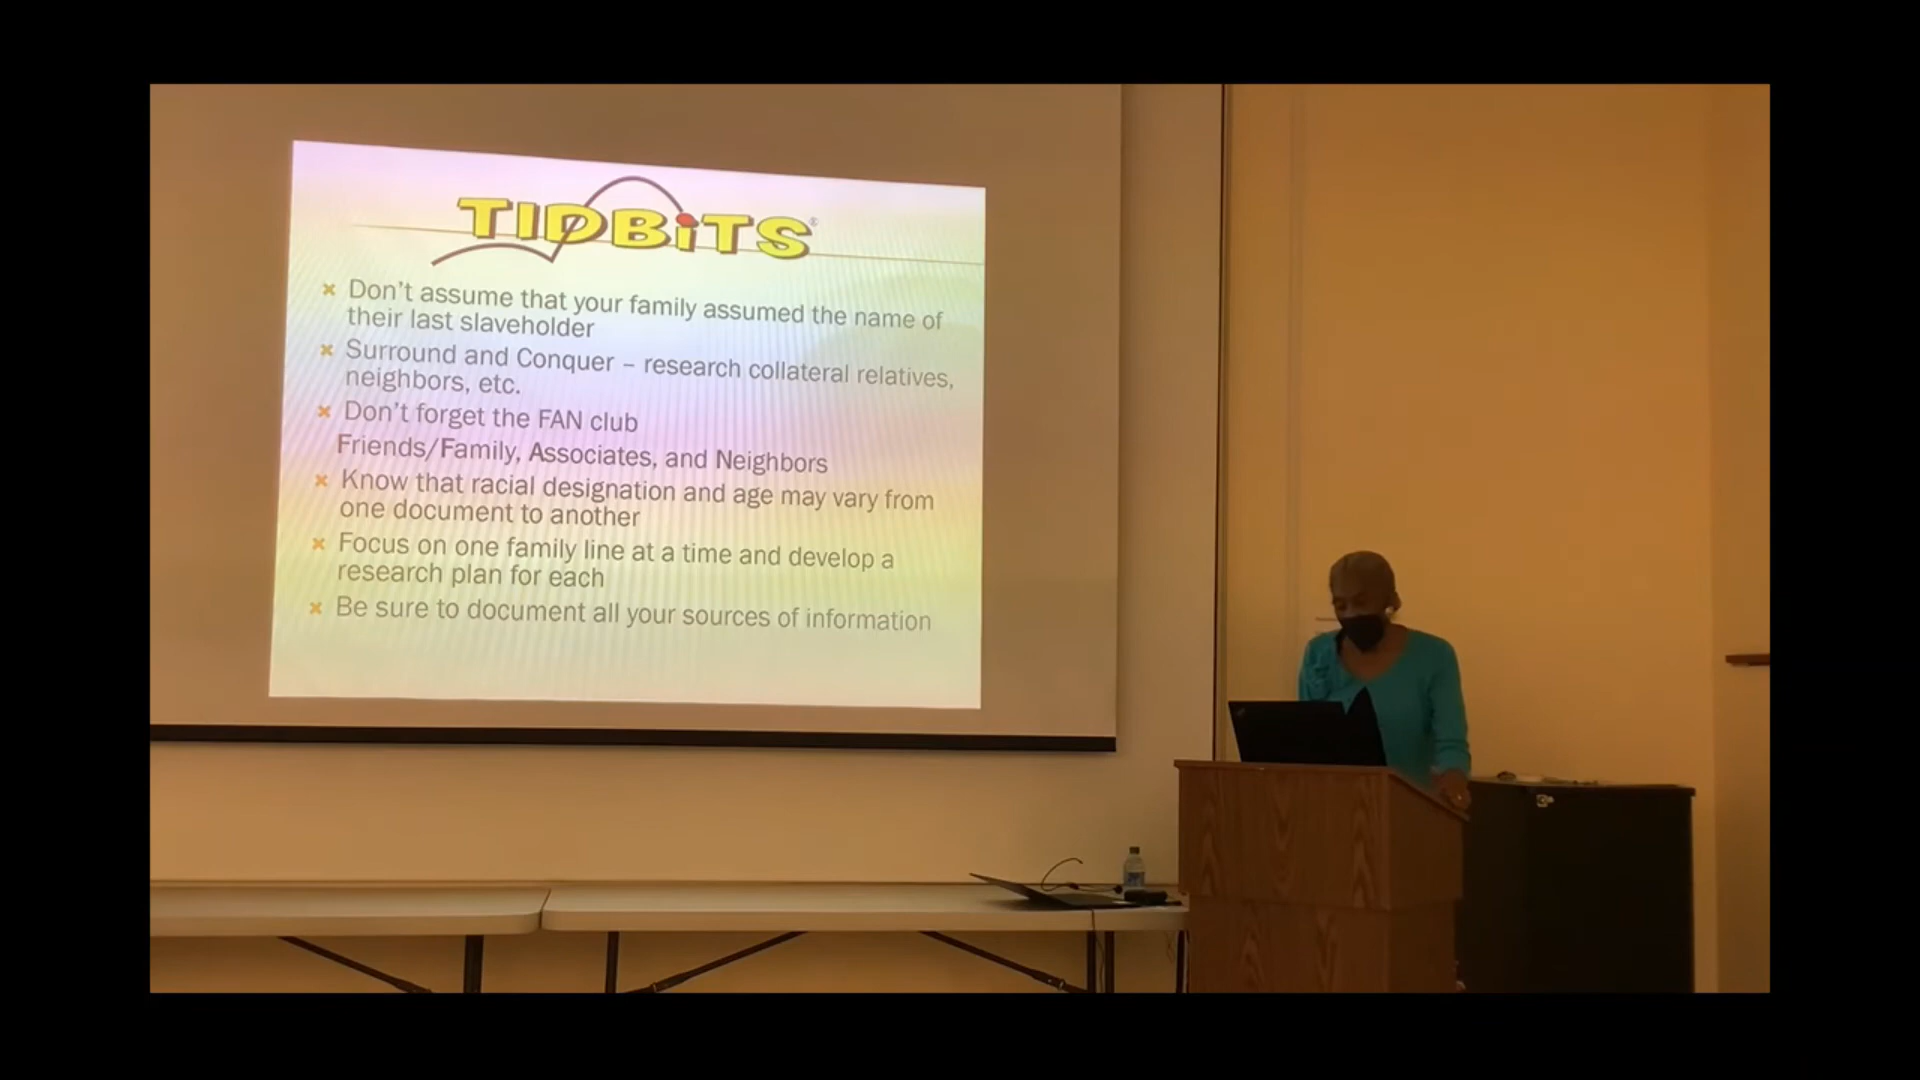 TIDBiTS®
× Don't assume that your family assumed the name of
their last slaveholder
× Surround and Conquer – research collateral relatives,
neighbors, etc.
× Don't forget the FAN club
Friends/Family, Associates, and Neighbors
× Know that racial designation and age may vary from
one document to another
× Focus on one family line at a time and develop a
research plan for each
× Be sure to document all your sources of information